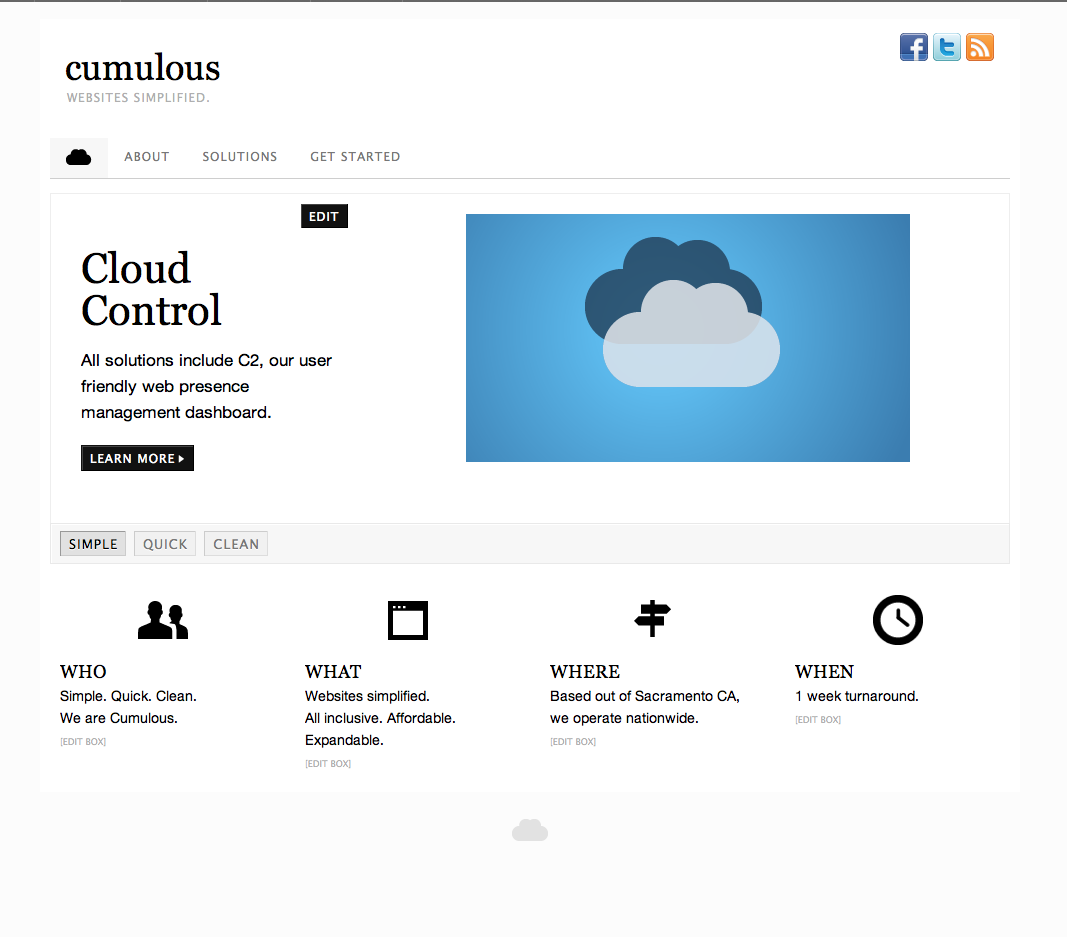 cumulous
WEBSITES SIMPLIFIED.
ABOUT
SOLUTIONS
GET STARTED
EDIT
Cloud
Control
All solutions include C2, our user
friendly web presence
management dashboard.
LEARN MORE
SIMPLE
QUICK
CLEAN
WHO
Simple. Quick. Clean.
We are Cumulous.
[EDIT BOX]
WHAT
Websites simplified.
All inclusive. Affordable.
Expandable.
[EDIT BOX]
WHERE
Based out of Sacramento CA,
we operate nationwide.
[EDIT BOX]
WHEN
1 week turnaround.
[EDIT BOX]